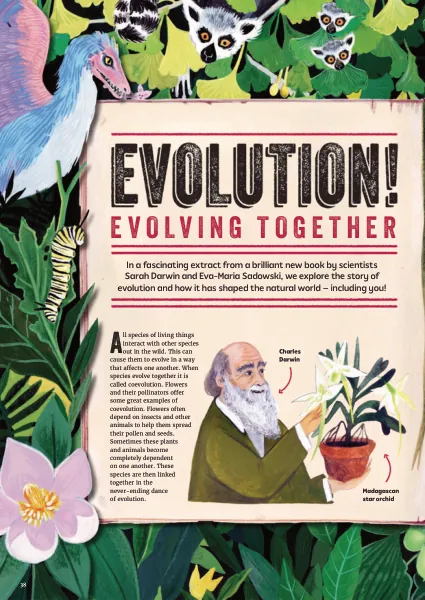 EVOLUTION!
EVOLVING TOGETHER
In a fascinating extract from a brilliant new book by scientists
Sarah Darwin and Eva-Maria Sadowski, we explore the story of
evolution and how it has shaped the natural world – including you!
All species of living things
interact with other species
out in the wild. This can
cause them to evolve in a way
that affects one another. When
species evolve together it is
called coevolution. Flowers
and their pollinators offer
some great examples of
coevolution. Flowers often
depend on insects and other
animals to help them spread
their pollen and seeds.
Sometimes these plants
and animals become
completely dependent
on one another. These
species are then linked
together in the
never-ending dance
of evolution.
Charles
Darwin
Madagascan
star orchid
38